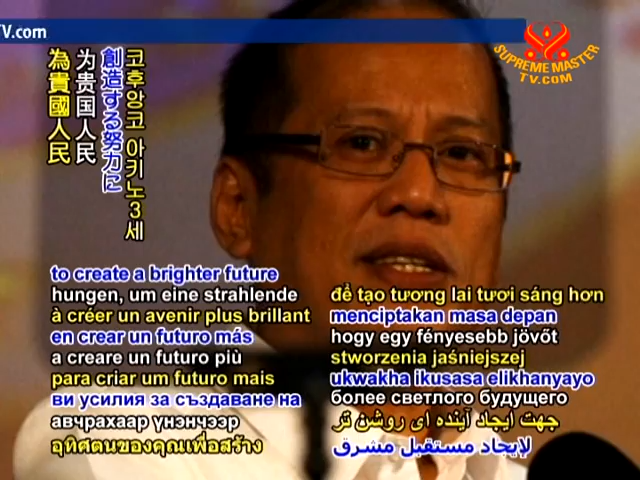 TV.com
SUPREME MASTER
TV.COM
為貴國人民
为贵国人民
創造する努力に
코후앙코 아키노3세
to create a brighter future
hungen, um eine strahlende
à créer un avenir plus brillant
en crear un futuro más
a creare un futuro più
para criar um futuro mais
ви усилия за създаване на
авчрахаар үнэнчээр
อุทิศตนของคุณเพื่อสร้าง
để tạo tương lai tươi sáng hơn
menciptakan masa depan
hogy egy fényesebb jövőt
stworzenia jaśniejszej
ukwakha ikusasa elikhanyayo
более светлого будущего
جهت ایجاد آینده ای روشن تر
لإيجاد مستقبل مشرق